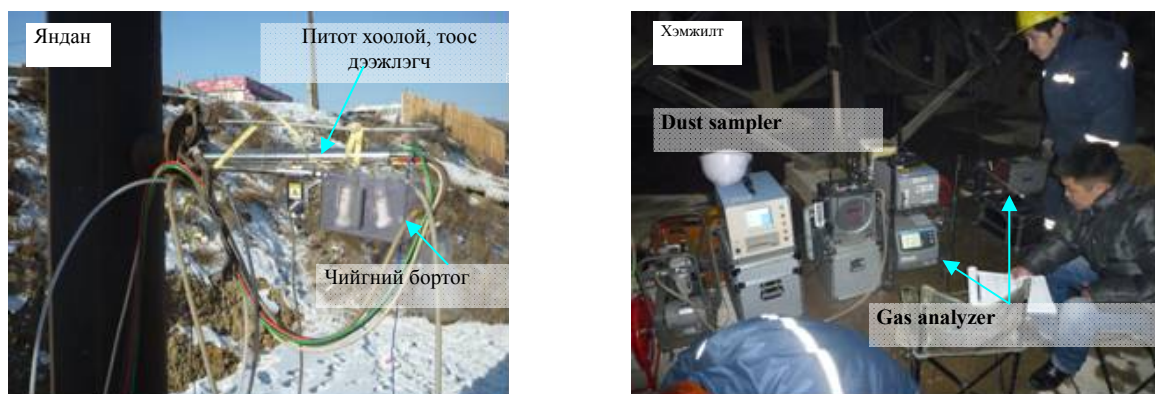 Яндан
Питот хоолой, тоос
дээжлэгч
Чийгний бортог
Хэмжилт
Dust sampler
Gas analyzer